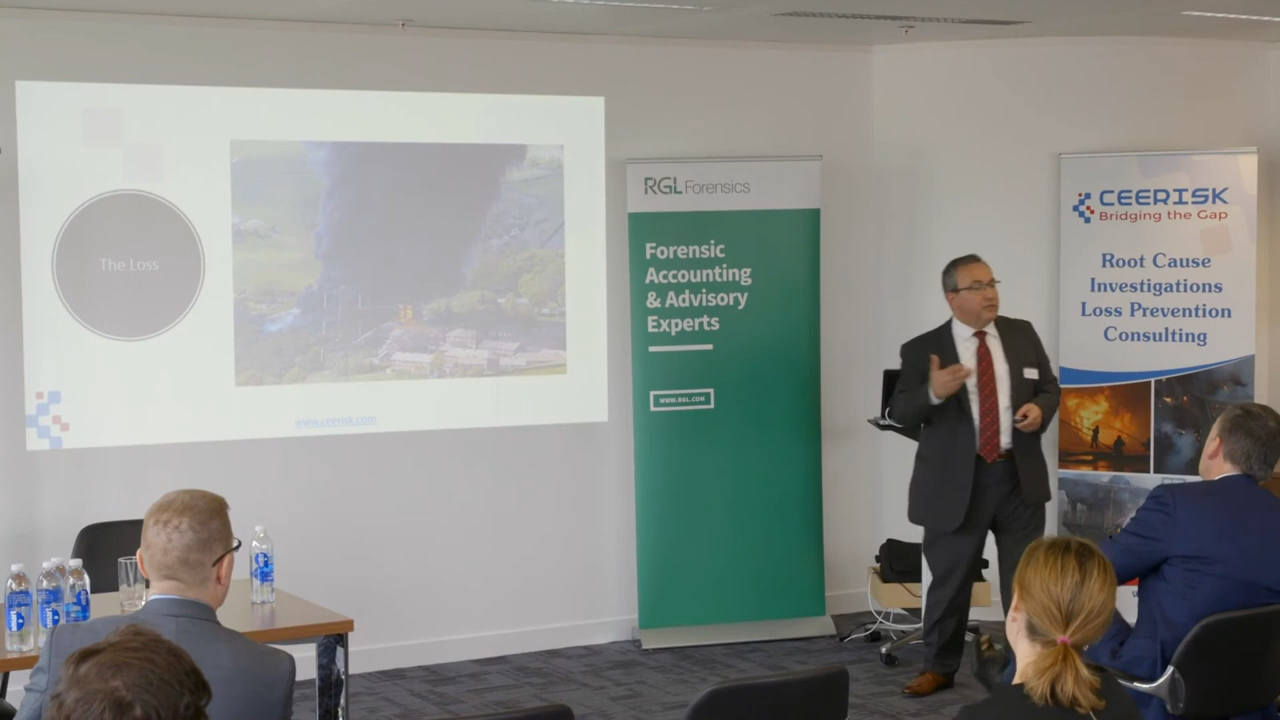 The Loss
www.ceerisk.com
RGL Forensics
Forensic
Accounting
& Advisory
Experts
WWW.RGL.COM
CEERISK
Bridging the Gap
Root Cause
Investigations
Loss Prevention
Consulting